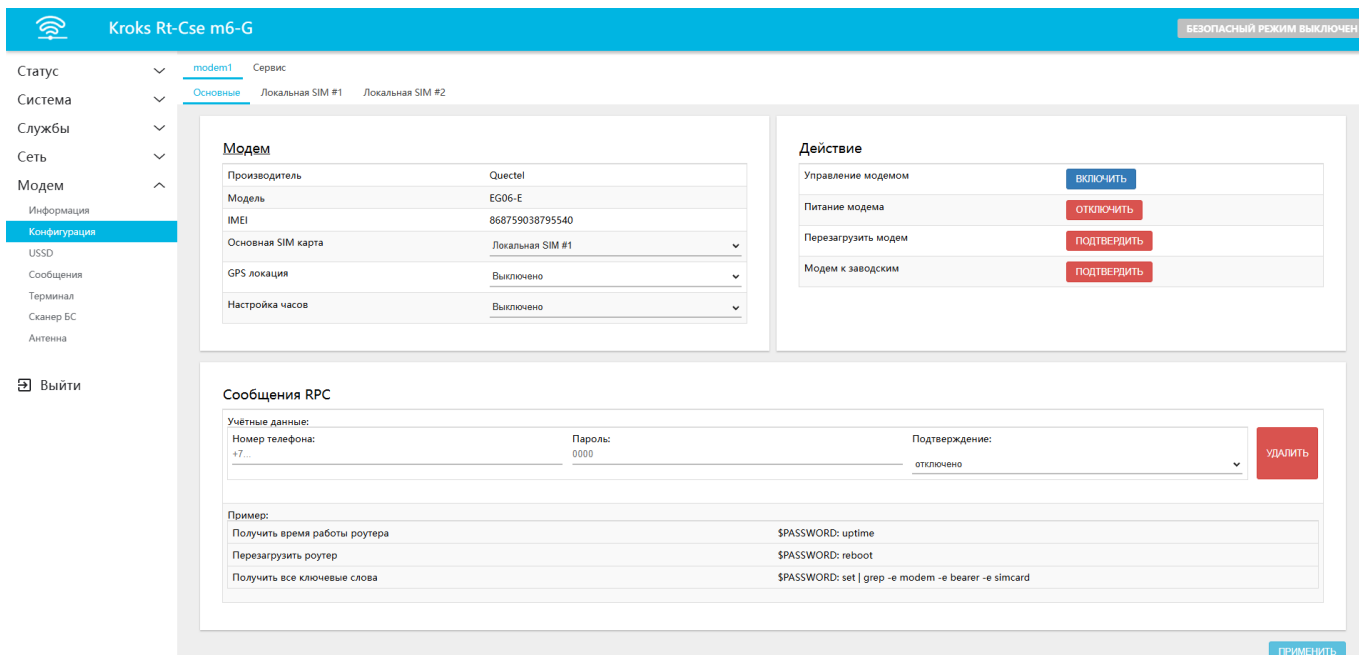 Kroks Rt-Cse m6-G
БЕЗОПАСНЫЙ РЕЖИМ ВЫКЛЮЧЕН
Статус
Система
Службы
Сеть
Модем
Информация
Конфигурация
USSD
Сообщения
Терминал
Сканер БС
Антенна
Выйти
modem1 Сервис
Основные Локальная SIM #1 Локальная SIM #2
Модем
Производитель Quectel
Модель EG06-E
IMEI 868759038795540
Основная SIM карта Локальная SIM #1
GPS локация Выключено
Настройка часов Выключено
Действие
Управление модемом ВКЛЮЧИТЬ
Питание модема ОТКЛЮЧИТЬ
Перезагрузить модем ПОДТВЕРДИТЬ
Модем к заводским ПОДТВЕРДИТЬ
Сообщения RPC
Учётные данные:
Номер телефона: Пароль: Подтверждение:
+7... 0000 отключено
УДАЛИТЬ
Пример:
Получить время работы роутера $PASSWORD: uptime
Перезагрузить роутер $PASSWORD: reboot
Получить все ключевые слова $PASSWORD: set | grep -e modem -e bearer -e simcard
ПРИМЕНИТЬ